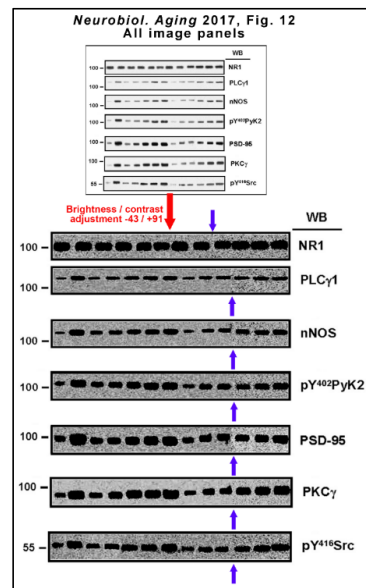 Neurobiol. Aging 2017, Fig. 12
All image panels
WB
100 NR1
100 PLCγ1
100 nNOS
100 pY⁴⁰²PyK2
100 PSD-95
100 PKCγ
55 pY⁴¹⁶Src
Brightness / contrast
adjustment -43 / +91
WB
100 NR1
100 PLCγ1
100 nNOS
100 pY⁴⁰²PyK2
100 PSD-95
100 PKCγ
55 pY⁴¹⁶Src